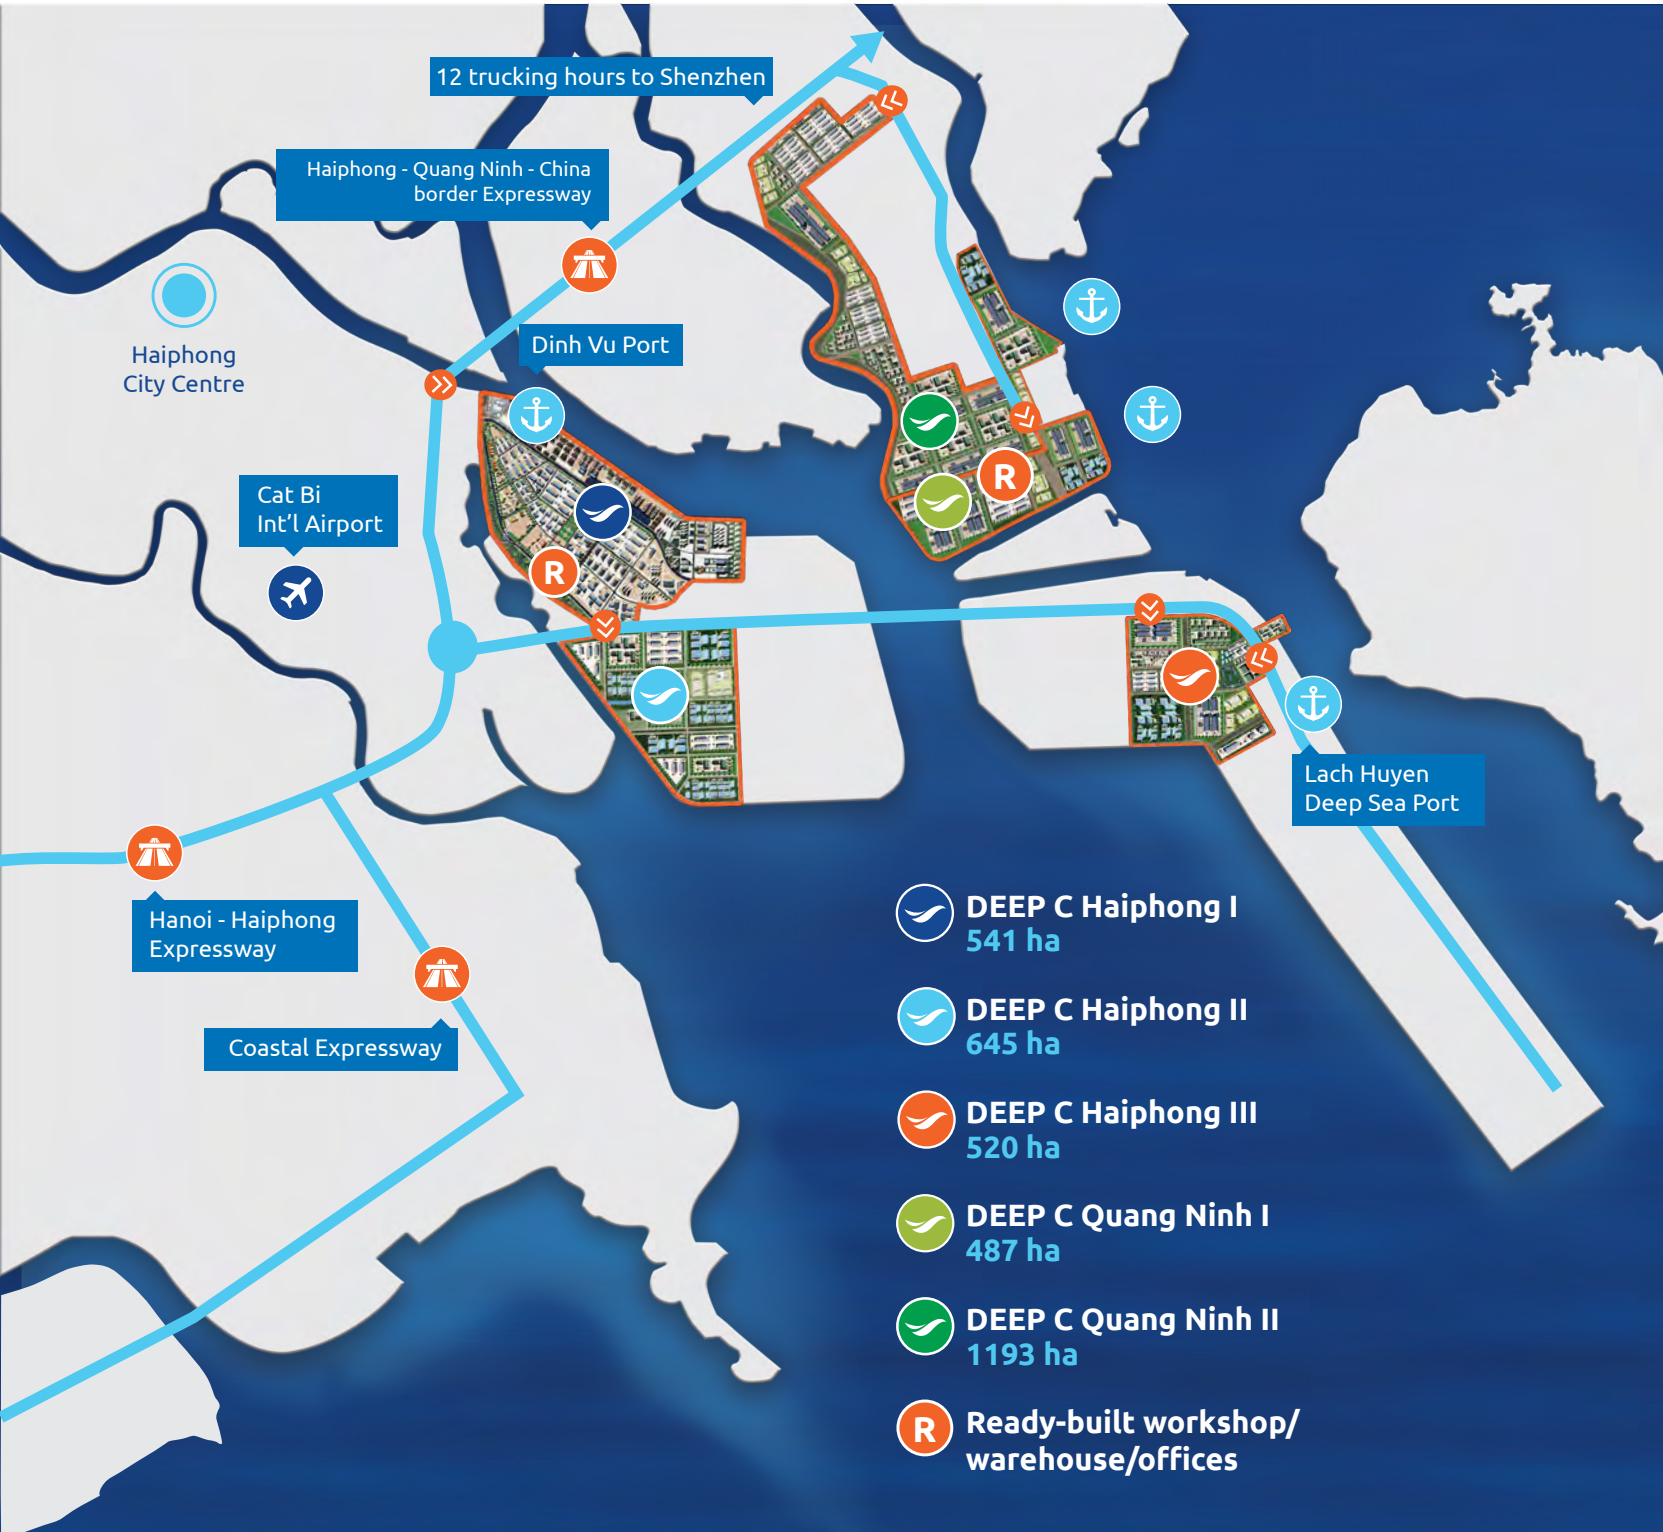 12 trucking hours to Shenzhen
Haiphong - Quang Ninh - China
border Expressway
Dinh Vu Port
Haiphong
City Centre
Cat Bi
Int'l Airport
R
R
Lach Huyen
Deep Sea Port
Hanoi - Haiphong
Expressway
Coastal Expressway
DEEP C Haiphong I
541 ha
DEEP C Haiphong II
645 ha
DEEP C Haiphong III
520 ha
DEEP C Quang Ninh I
487 ha
DEEP C Quang Ninh II
1193 ha
R
Ready-built workshop/
warehouse/offices